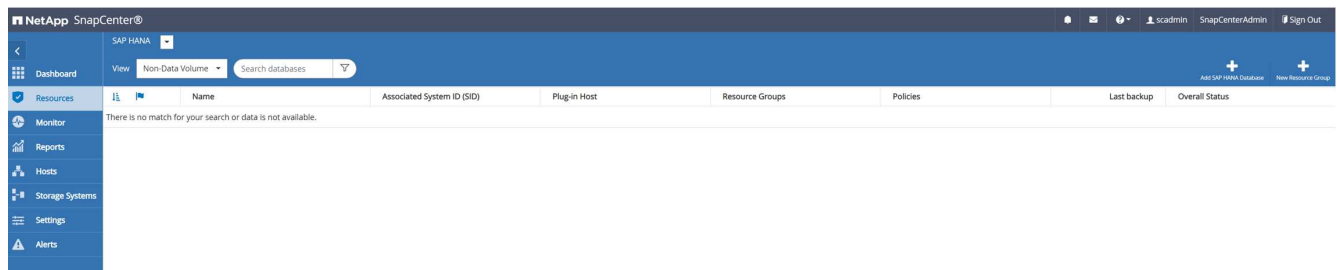 NetApp SnapCenter®
scadmin SnapCenterAdmin Sign Out
SAP HANA
View Non-Data Volume Search databases
Add SAP HANA Database New Resource Group
Name Associated System ID (SID) Plug-in Host Resource Groups Policies Last backup Overall Status
There is no match for your search or data is not available.
Dashboard
Resources
Monitor
Reports
Hosts
Storage Systems
Settings
Alerts